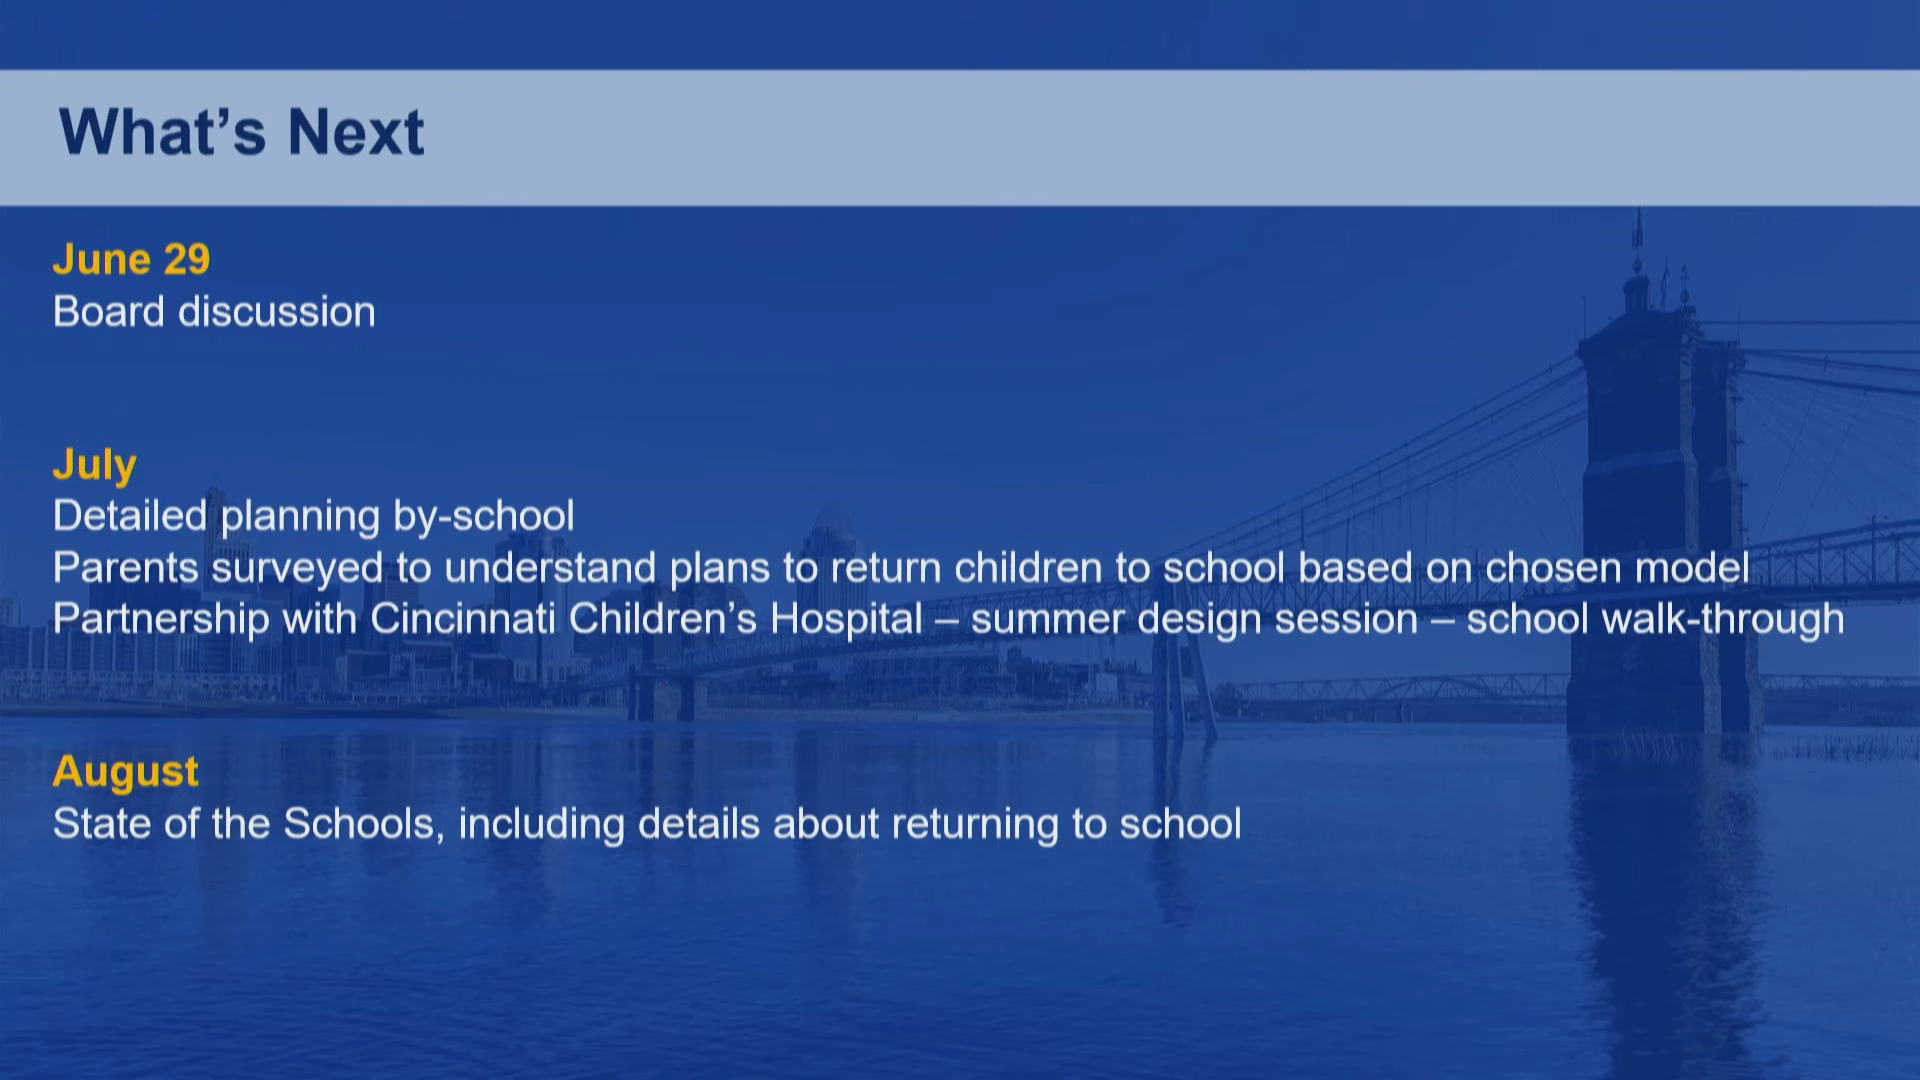 What’s Next
June 29
Board discussion
July
Detailed planning by-school
Parents surveyed to understand plans to return children to school based on chosen model
Partnership with Cincinnati Children’s Hospital – summer design session – school walk-through
August
State of the Schools, including details about returning to school